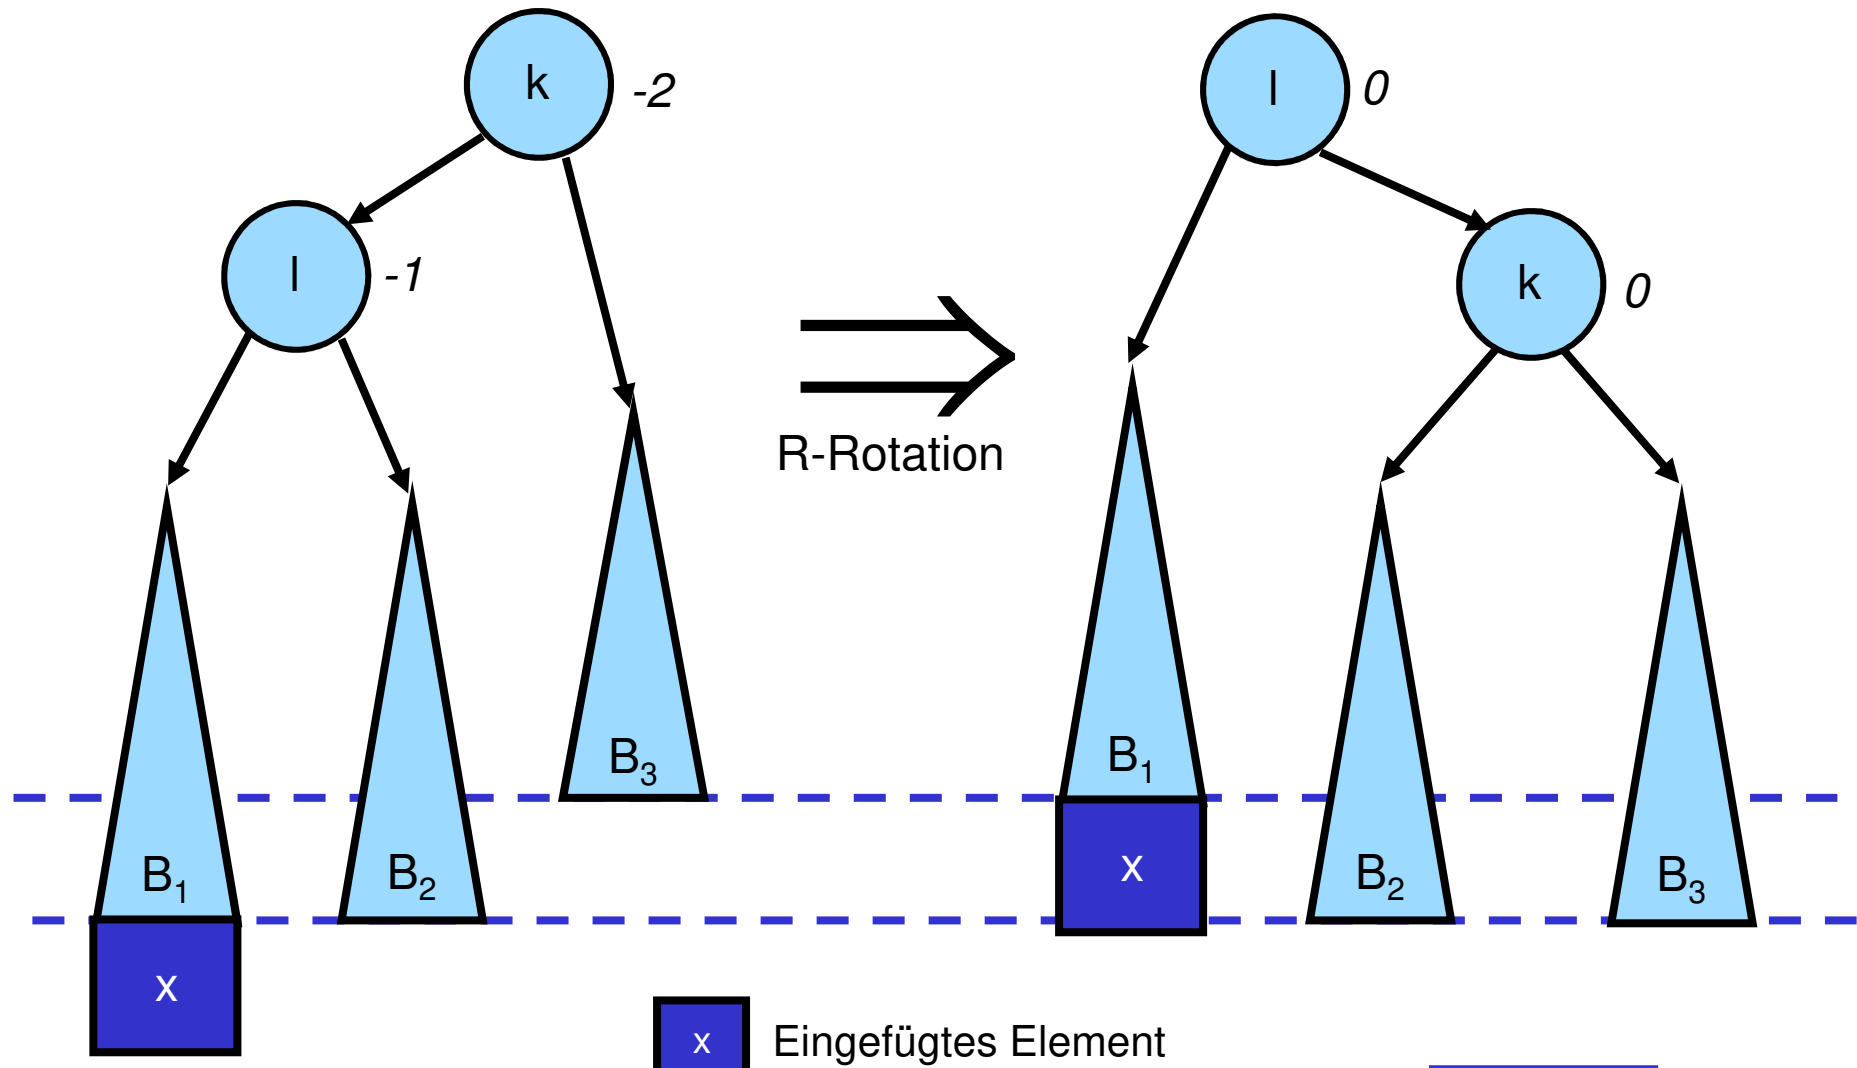 k -2 l 0
l -1 k 0
R-Rotation
B3 B1
B1 B2 x B2 B3
x
x Eingefügtes Element